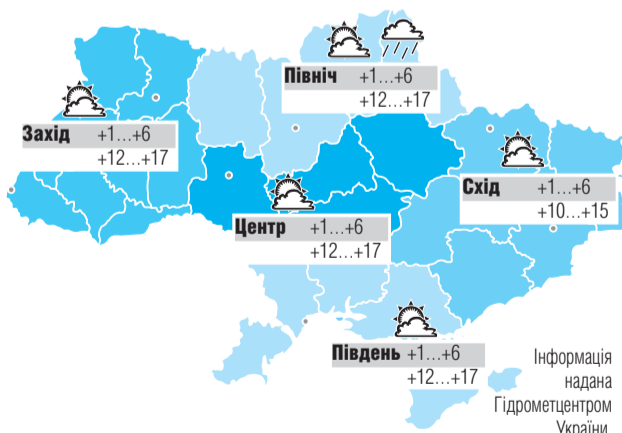 Північ +1...+6
+12...+17
Захід +1...+6
+12...+17
Схід +1...+6
+10...+15
Центр +1...+6
+12...+17
Південь +1...+6
+12...+17
Інформація
надана
Гідрометцентром
України.